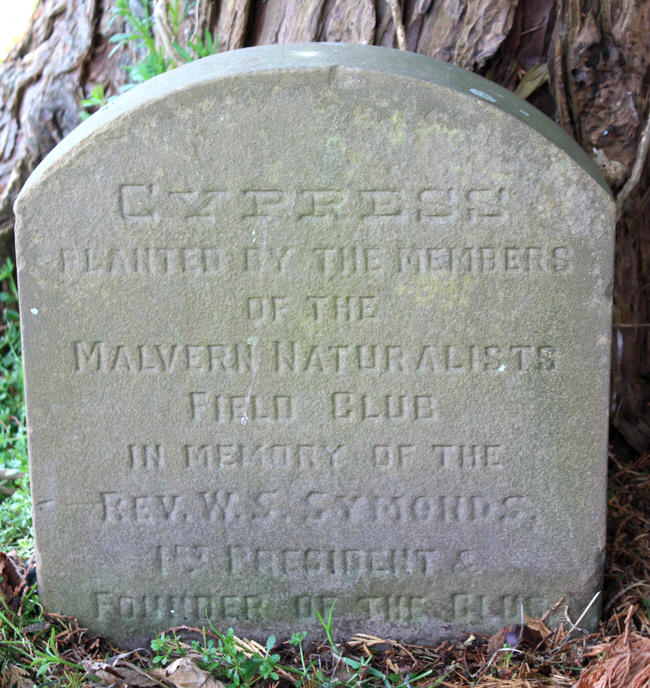 CYPRESS
PLANTED BY THE MEMBERS
OF THE
MALVERN NATURALISTS
FIELD CLUB
IN MEMORY OF THE
REV. W. S. SYMONDS.
1ST PRESIDENT &
FOUNDER OF THE CLUB